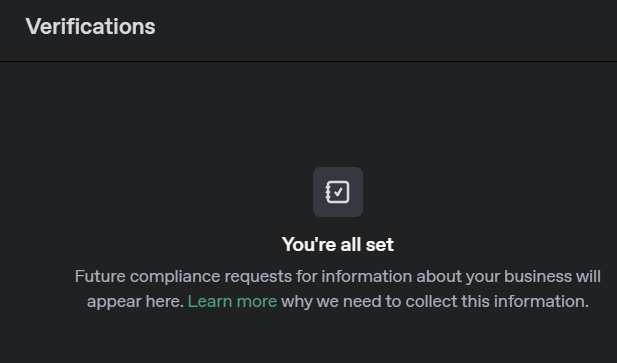 Verifications
You're all set
Future compliance requests for information about your business will
appear here. Learn more why we need to collect this information.